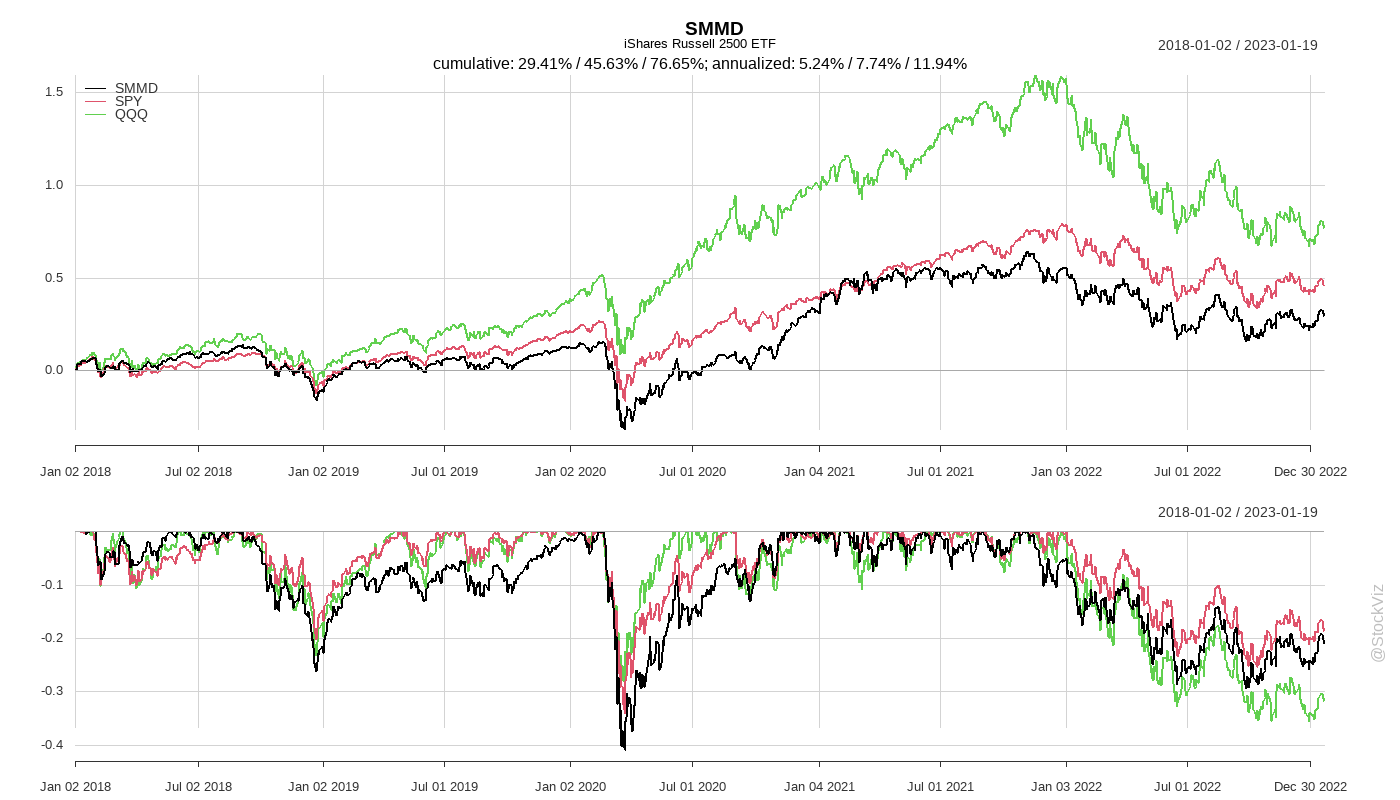 SMMD
iShares Russell 2500 ETF
2018-01-02 / 2023-01-19
cumulative: 29.41% / 45.63% / 76.65%; annualized: 5.24% / 7.74% / 11.94%
SMMD
SPY
QQQ
1.5
1.0
0.5
0.0
Jan 02 2018 Jul 02 2018 Jan 02 2019 Jul 01 2019 Jan 02 2020 Jul 01 2020 Jan 04 2021 Jul 01 2021 Jan 03 2022 Jul 01 2022 Dec 30 2022
2018-01-02 / 2023-01-19
-0.1
-0.2
-0.3
-0.4
Jan 02 2018 Jul 02 2018 Jan 02 2019 Jul 01 2019 Jan 02 2020 Jul 01 2020 Jan 04 2021 Jul 01 2021 Jan 03 2022 Jul 01 2022 Dec 30 2022
@StockViz